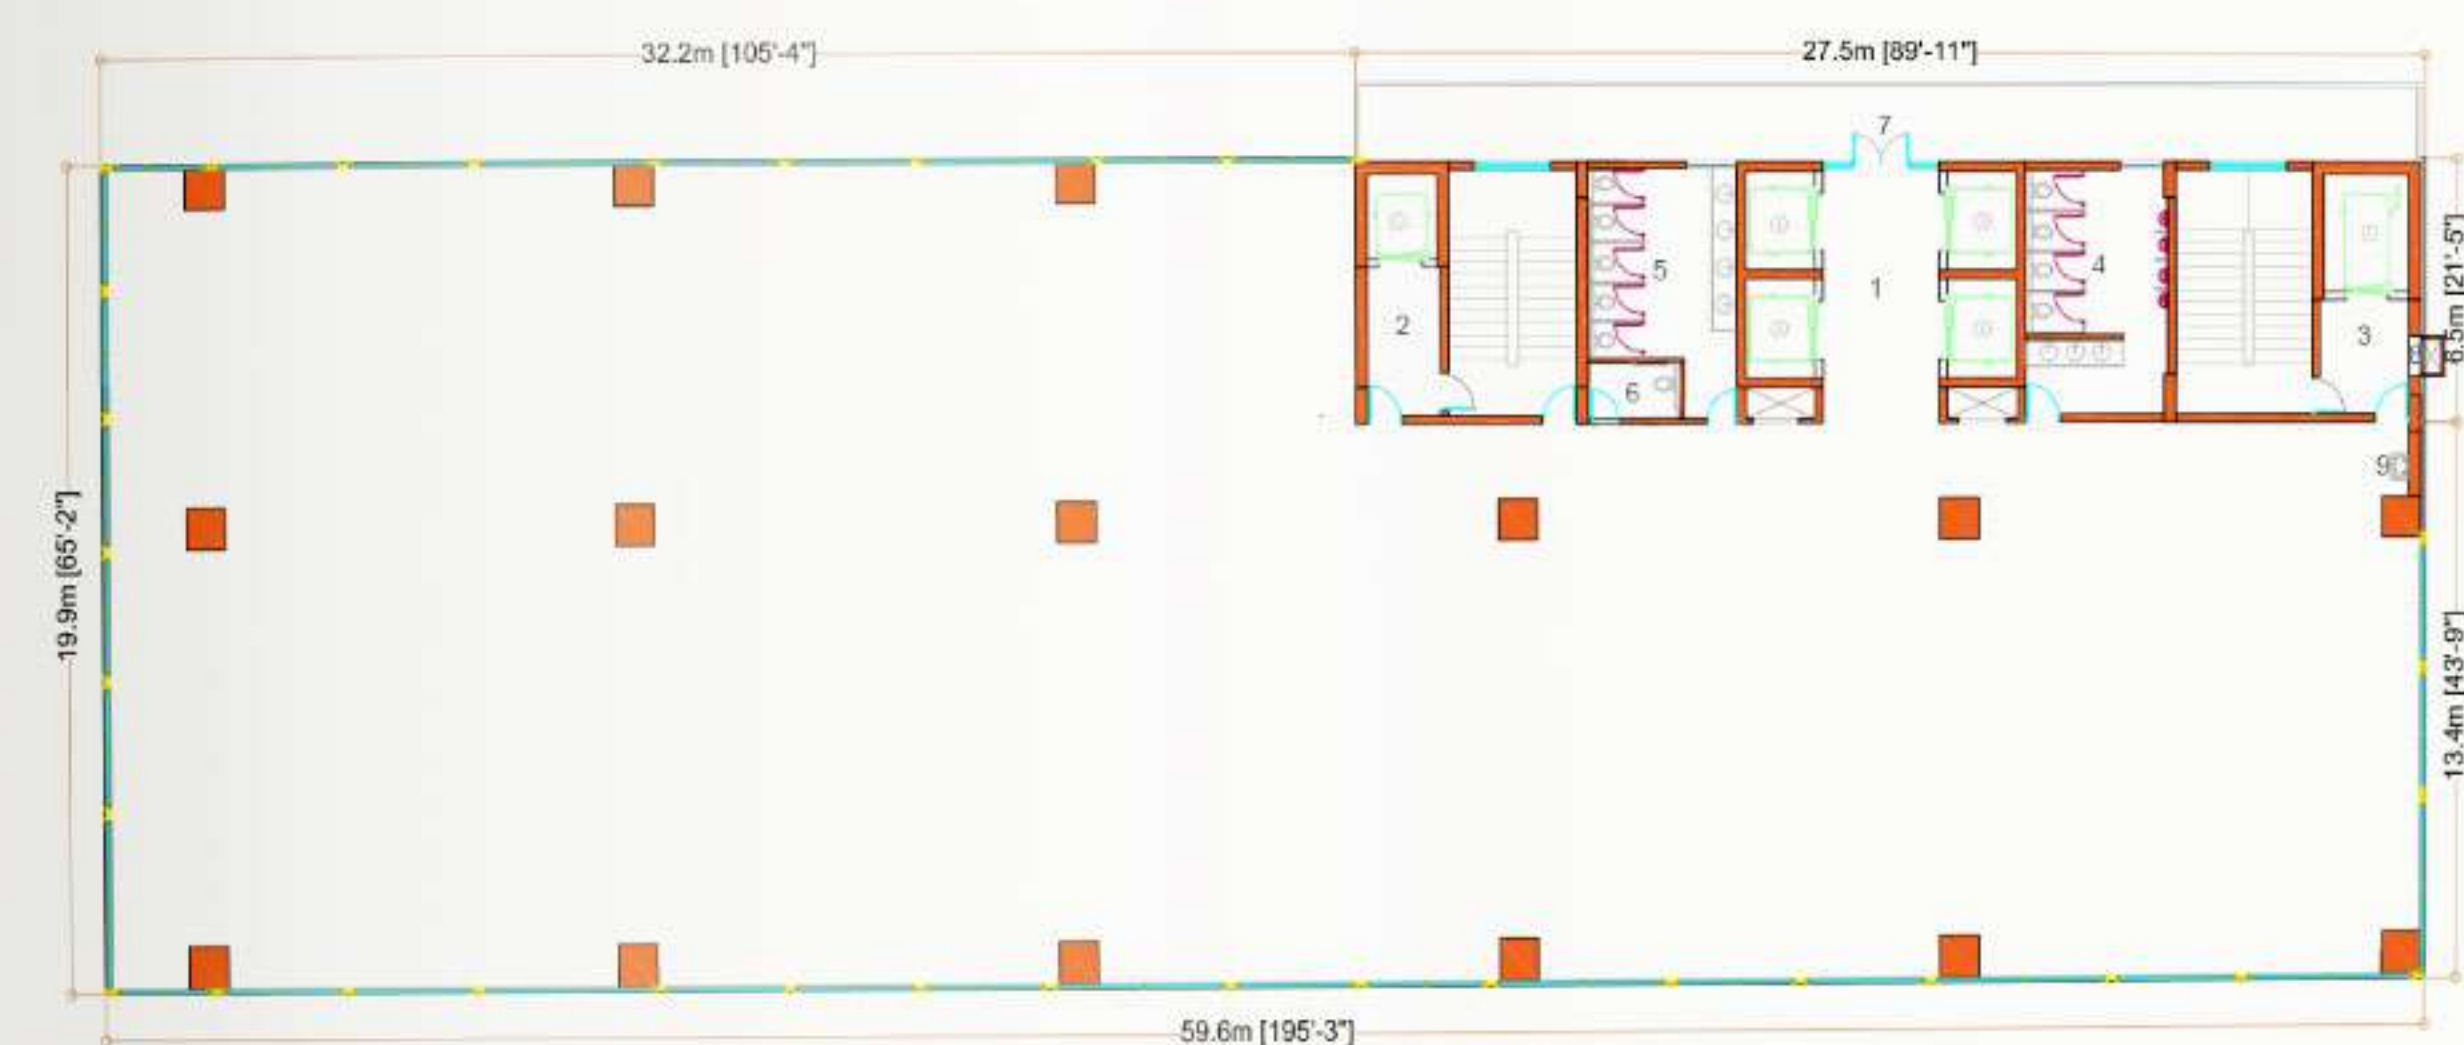 32.2m [105'-4"]
27.5m [89'-11"]
7
5
4
1
2
3
6
9
6.5m [21'-5"]
19.9m [65'-2"]
13.4m [43'-9"]
59.6m [195'-3"]